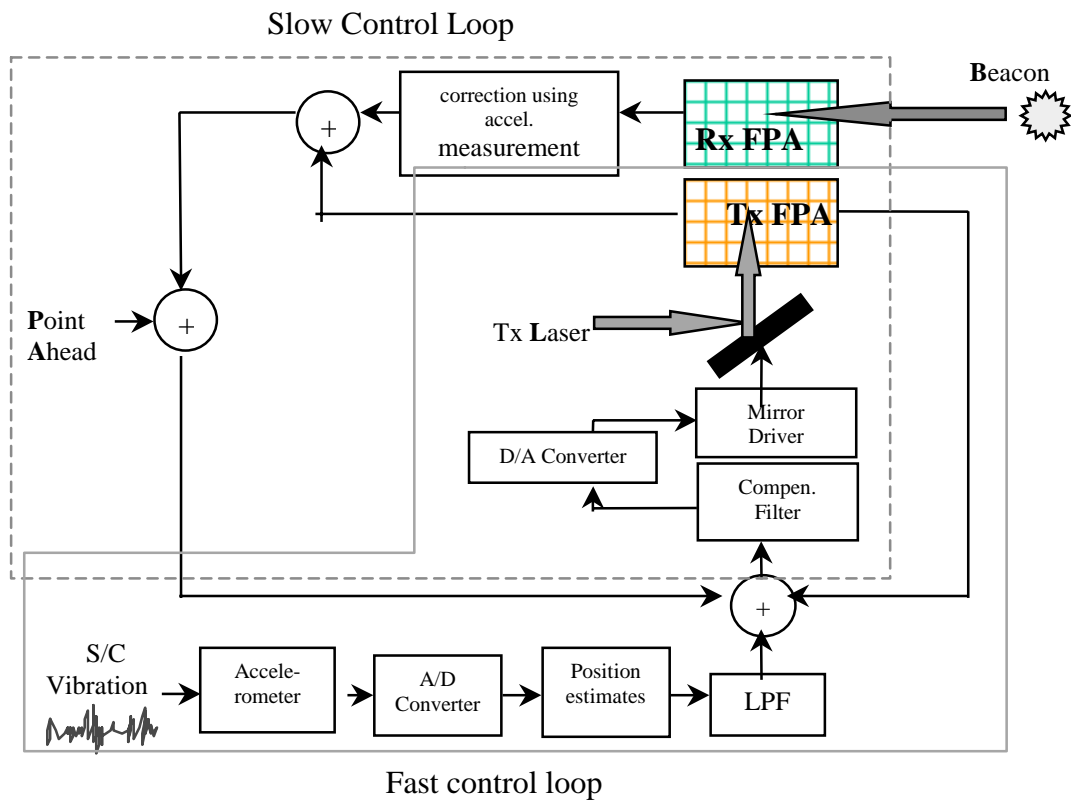 Slow Control Loop
Beacon
correction using
accel.
measurement
Rx FPA
+
Tx FPA
Point
Ahead
+
Tx Laser
Mirror
Driver
D/A Converter
Compen.
Filter
+
S/C
Vibration
Accele-
rometer
A/D
Converter
Position
estimates
LPF
Fast control loop